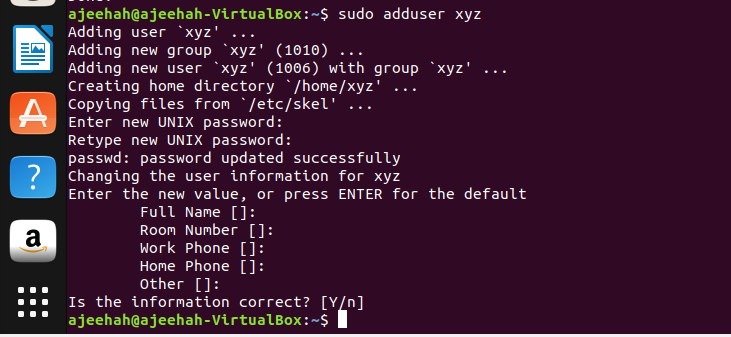 ajeehah@ajeehah-VirtualBox:~$ sudo adduser xyz
Adding user `xyz' ...
Adding new group `xyz' (1010) ...
Adding new user `xyz' (1006) with group `xyz' ...
Creating home directory `/home/xyz' ...
Copying files from `/etc/skel' ...
Enter new UNIX password:
Retype new UNIX password:
passwd: password updated successfully
Changing the user information for xyz
Enter the new value, or press ENTER for the default
Full Name []:
Room Number []:
Work Phone []:
Home Phone []:
Other []:
Is the information correct? [Y/n]
ajeehah@ajeehah-VirtualBox:~$